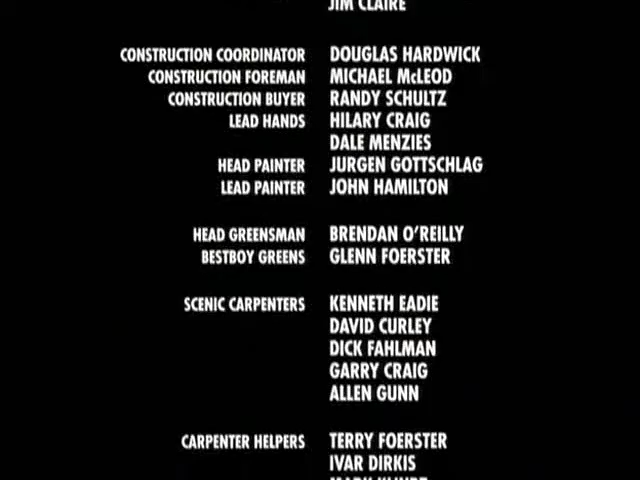 JIM CLAIRE
CONSTRUCTION COORDINATOR DOUGLAS HARDWICK
CONSTRUCTION FOREMAN MICHAEL McLEOD
CONSTRUCTION BUYER RANDY SCHULTZ
LEAD HANDS HILARY CRAIG
DALE MENZIES
HEAD PAINTER JURGEN GOTTSCHLAG
LEAD PAINTER JOHN HAMILTON
HEAD GREENSMAN BRENDAN O'REILLY
BESTBOY GREENS GLENN FOERSTER
SCENIC CARPENTERS KENNETH EADIE
DAVID CURLEY
DICK FAHLMAN
GARRY CRAIG
ALLEN GUNN
CARPENTER HELPERS TERRY FOERSTER
IVAR DIRKIS